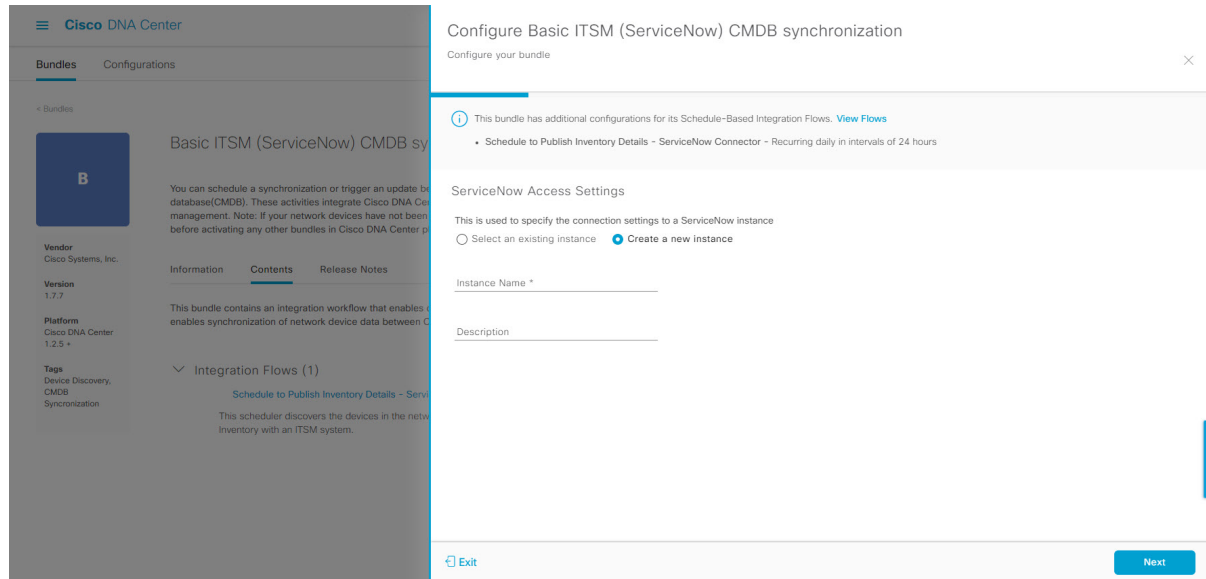 Cisco DNA Center
Bundles Configurations
< Bundles
B
Vendor
Cisco Systems, Inc.
Version
1.7.7
Platform
Cisco DNA Center
1.2.5 +
Tags
Device Discovery,
CMDB
Syncronization
Basic ITSM (ServiceNow) CMDB sy
You can schedule a synchronization or trigger an update be
database(CMDB). These activities integrate Cisco DNA Ce
management. Note: If your network devices have not been
before activating any other bundles in Cisco DNA Center p
Information Contents Release Notes
This bundle contains an integration workflow that enables
enables synchronization of network device data between C
Integration Flows (1)
Schedule to Publish Inventory Details - Servi
This scheduler discovers the devices in the netw
Inventory with an ITSM system.
Configure Basic ITSM (ServiceNow) CMDB synchronization
Configure your bundle
This bundle has additional configurations for its Schedule-Based Integration Flows. View Flows
• Schedule to Publish Inventory Details - ServiceNow Connector - Recurring daily in intervals of 24 hours
ServiceNow Access Settings
This is used to specify the connection settings to a ServiceNow instance
Select an existing instance Create a new instance
Instance Name *
Description
Exit
Next